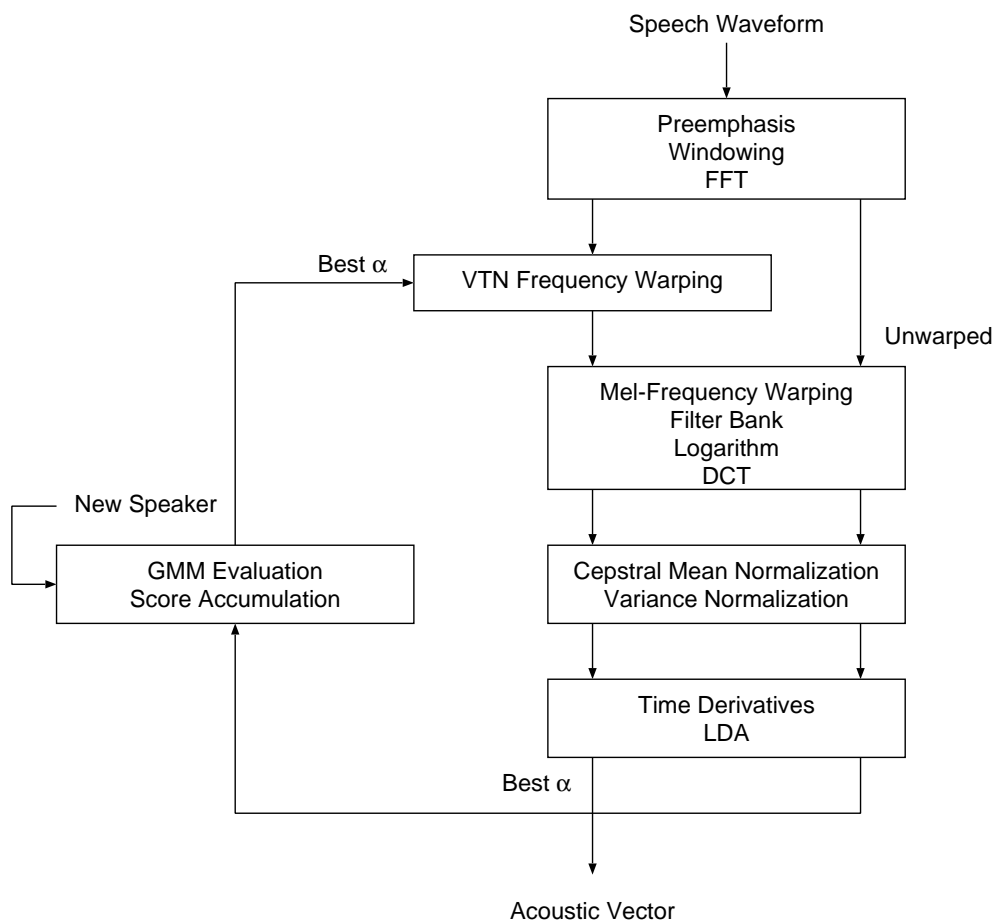 Speech Waveform
Preemphasis
Windowing
FFT
Best α
VTN Frequency Warping
Unwarped
Mel-Frequency Warping
Filter Bank
Logarithm
DCT
New Speaker
GMM Evaluation
Score Accumulation
Cepstral Mean Normalization
Variance Normalization
Time Derivatives
LDA
Best α
Acoustic Vector